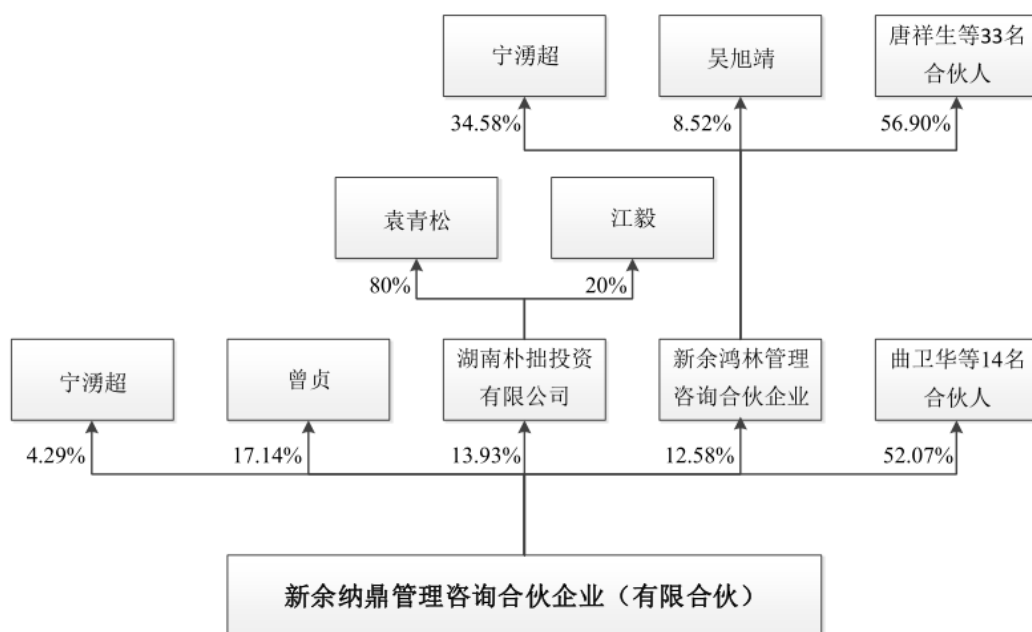 宁湧超
吴旭靖
唐祥生等33名
合伙人
34.58%
8.52%
56.90%
袁青松
江毅
80%
20%
宁湧超
曾贞
湖南朴拙投资
有限公司
新余鸿林管理
咨询合伙企业
曲卫华等14名
合伙人
4.29%
17.14%
13.93%
12.58%
52.07%
新余纳鼎管理咨询合伙企业（有限合伙）